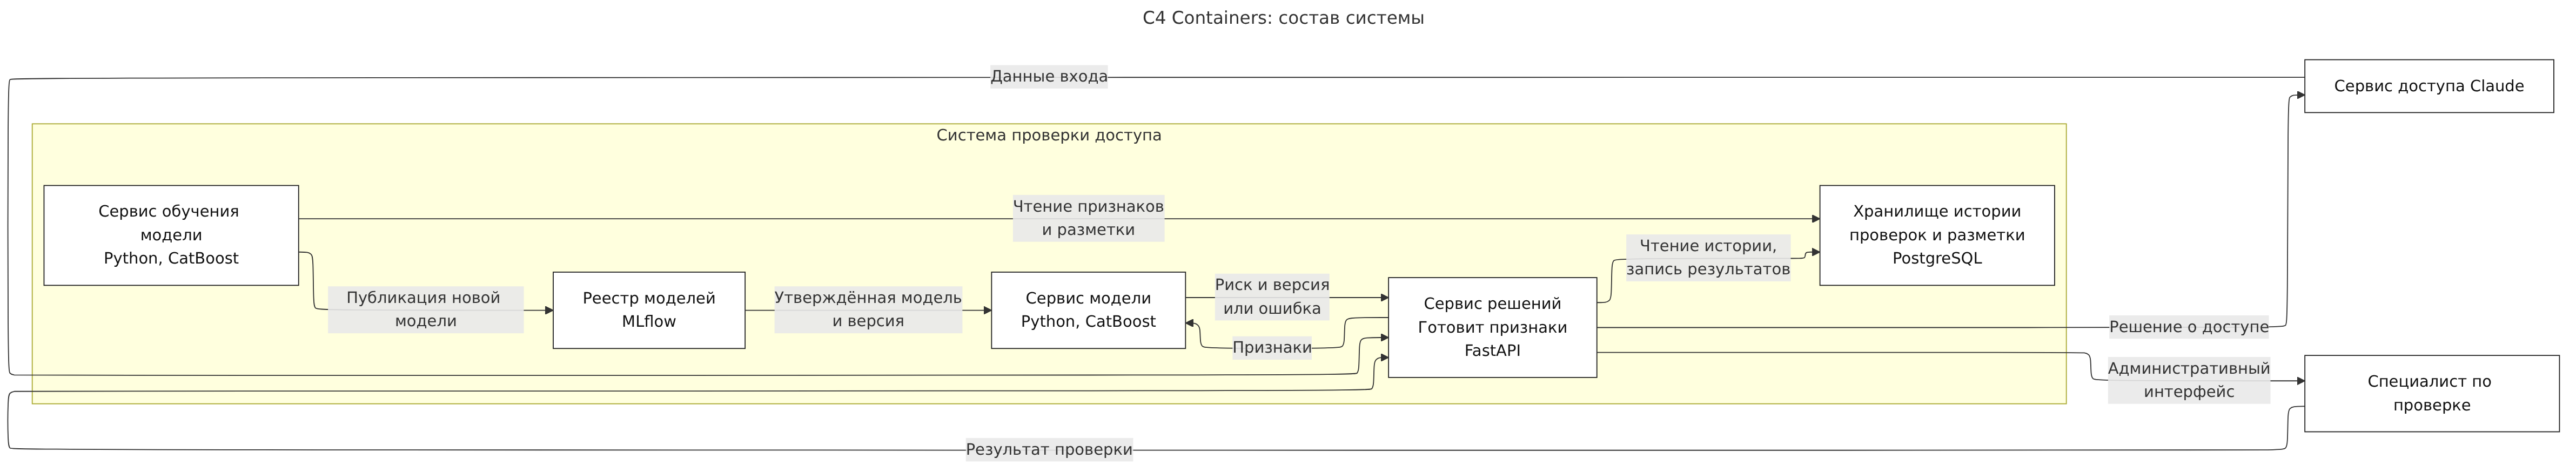 C4 Containers: состав системы
Данные входа
Сервис доступа Claude
Система проверки доступа
Сервис обучения
модели
Python, CatBoost
Чтение признаков
и разметки
Хранилище истории
проверок и разметки
PostgreSQL
Чтение истории,
запись результатов
Публикация новой
модели
Реестр моделей
MLflow
Утверждённая модель
и версия
Сервис модели
Python, CatBoost
Риск и версия
или ошибка
Признаки
Сервис решений
Готовит признаки
FastAPI
Решение о доступе
Административный
интерфейс
Специалист по
проверке
Результат проверки